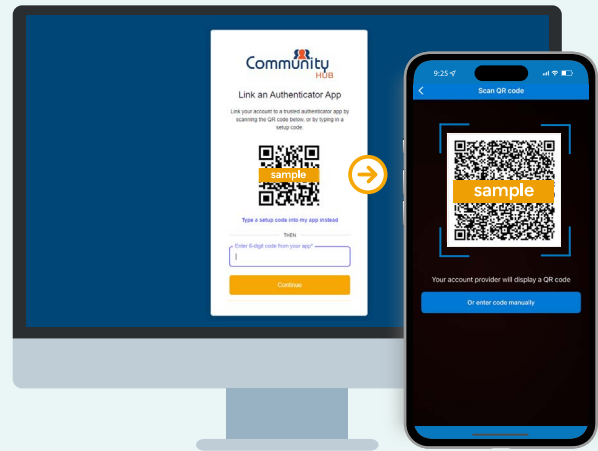 Community
HUB
Link an Authenticator App
Link your account to a trusted authenticator app by
scanning the QR code below, or by typing in a
setup code.
sample
Type a setup code into my app instead
THEN
Enter 6-digit code from your app*
Continue
9:25
Scan QR code
sample
Your account provider will display a QR code
Or enter code manually